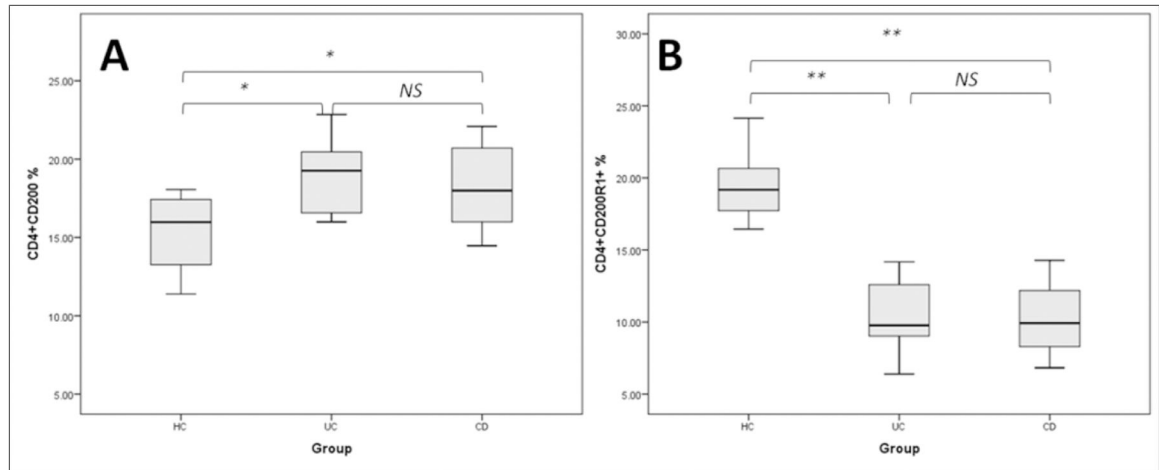 A
*
*
NS
CD4+CD200 %
25.00
20.00
15.00
10.00
5.00
HC
UC
CD
Group
B
**
**
NS
CD4+CD200R1+ %
30.00
25.00
20.00
15.00
10.00
5.00
HC
UC
CD
Group